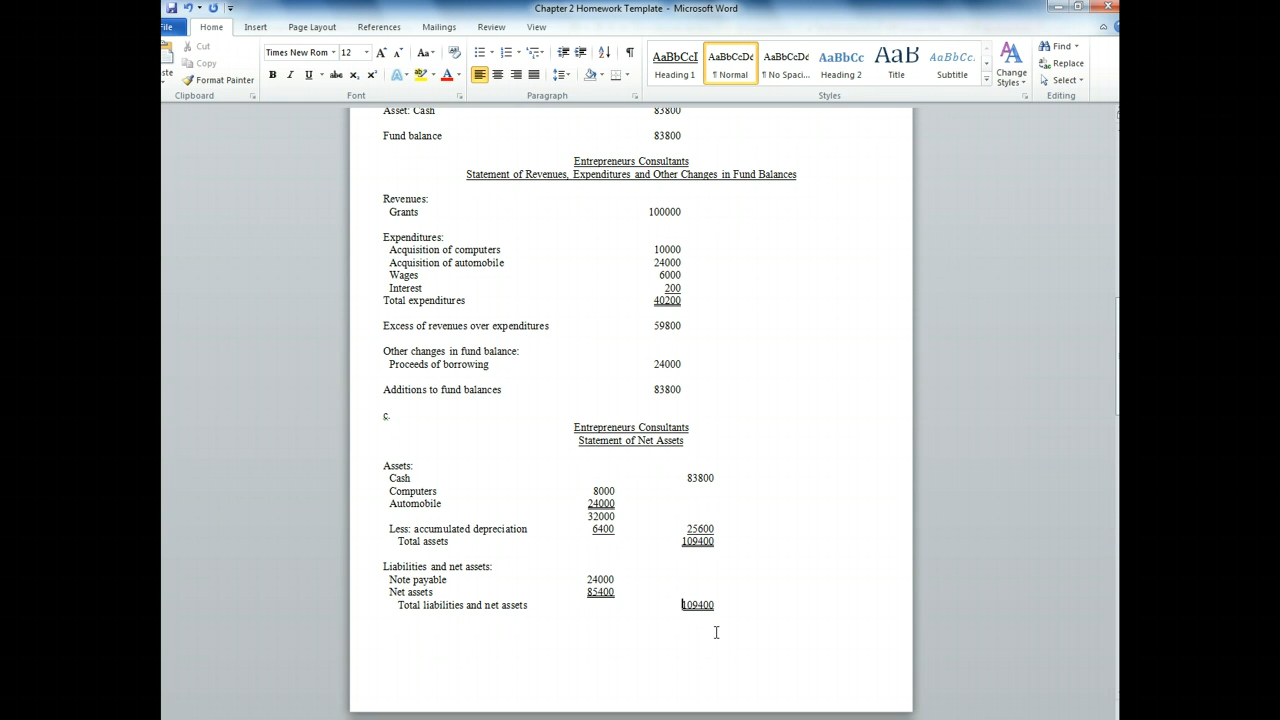 Chapter 2 Homework Template - Microsoft Word
File Home Insert Page Layout References Mailings Review View
Cut
Copy
Format Painter
Clipboard
Times New Rom 12
Font
Paragraph
AaBbCcI AaBbCcDd AaBbCcDd AaBbCc AaB AaBbCc.
Heading 1 ¶ Normal ¶ No Spaci... Heading 2 Title Subtitle
Change Styles
Styles
Find
Replace
Select
Editing
Asset: Cash 83800
Fund balance 83800
Entrepreneurs Consultants
Statement of Revenues, Expenditures and Other Changes in Fund Balances
Revenues:
Grants 100000
Expenditures:
Acquisition of computers 10000
Acquisition of automobile 24000
Wages 6000
Interest 200
Total expenditures 40200
Excess of revenues over expenditures 59800
Other changes in fund balance:
Proceeds of borrowing 24000
Additions to fund balances 83800
c.
Entrepreneurs Consultants
Statement of Net Assets
Assets:
Cash 83800
Computers 8000
Automobile 24000
32000
Less: accumulated depreciation 6400 25600
Total assets 109400
Liabilities and net assets:
Note payable 24000
Net assets 85400
Total liabilities and net assets 109400